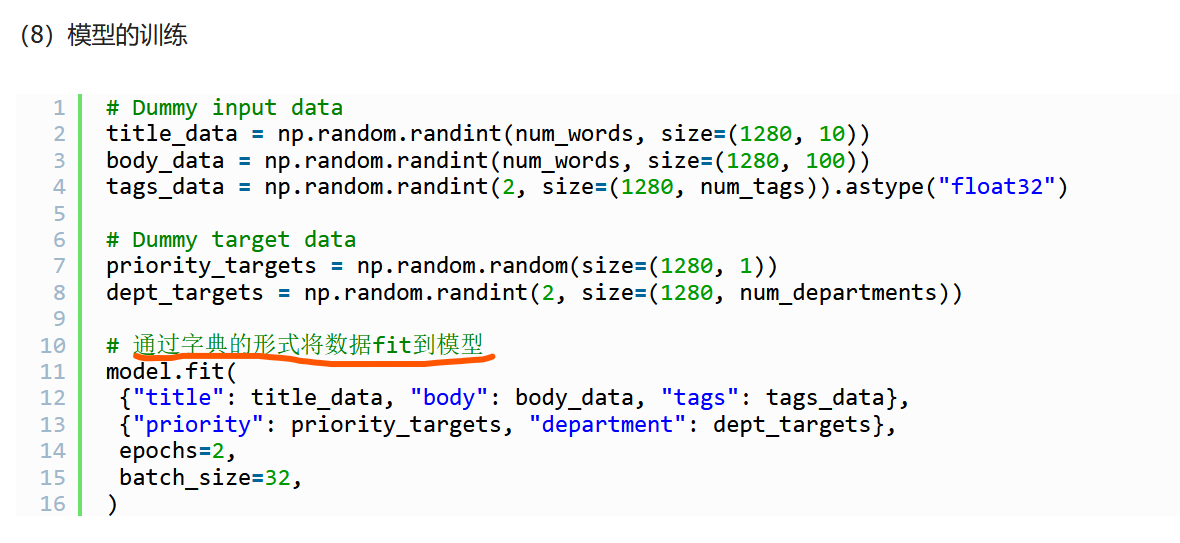 （8）模型的训练
1 # Dummy input data
2 title_data = np.random.randint(num_words, size=(1280, 10))
3 body_data = np.random.randint(num_words, size=(1280, 100))
4 tags_data = np.random.randint(2, size=(1280, num_tags)).astype("float32")
5
6 # Dummy target data
7 priority_targets = np.random.random(size=(1280, 1))
8 dept_targets = np.random.randint(2, size=(1280, num_departments))
9
10 # 通过字典的形式将数据fit到模型
11 model.fit(
12  {"title": title_data, "body": body_data, "tags": tags_data},
13  {"priority": priority_targets, "department": dept_targets},
14  epochs=2,
15  batch_size=32,
16 )